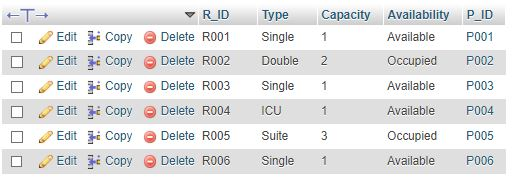 R_ID Type Capacity Availability P_ID
Edit Copy Delete R001 Single 1 Available P001
Edit Copy Delete R002 Double 2 Occupied P002
Edit Copy Delete R003 Single 1 Available P003
Edit Copy Delete R004 ICU 1 Available P004
Edit Copy Delete R005 Suite 3 Occupied P005
Edit Copy Delete R006 Single 1 Available P006